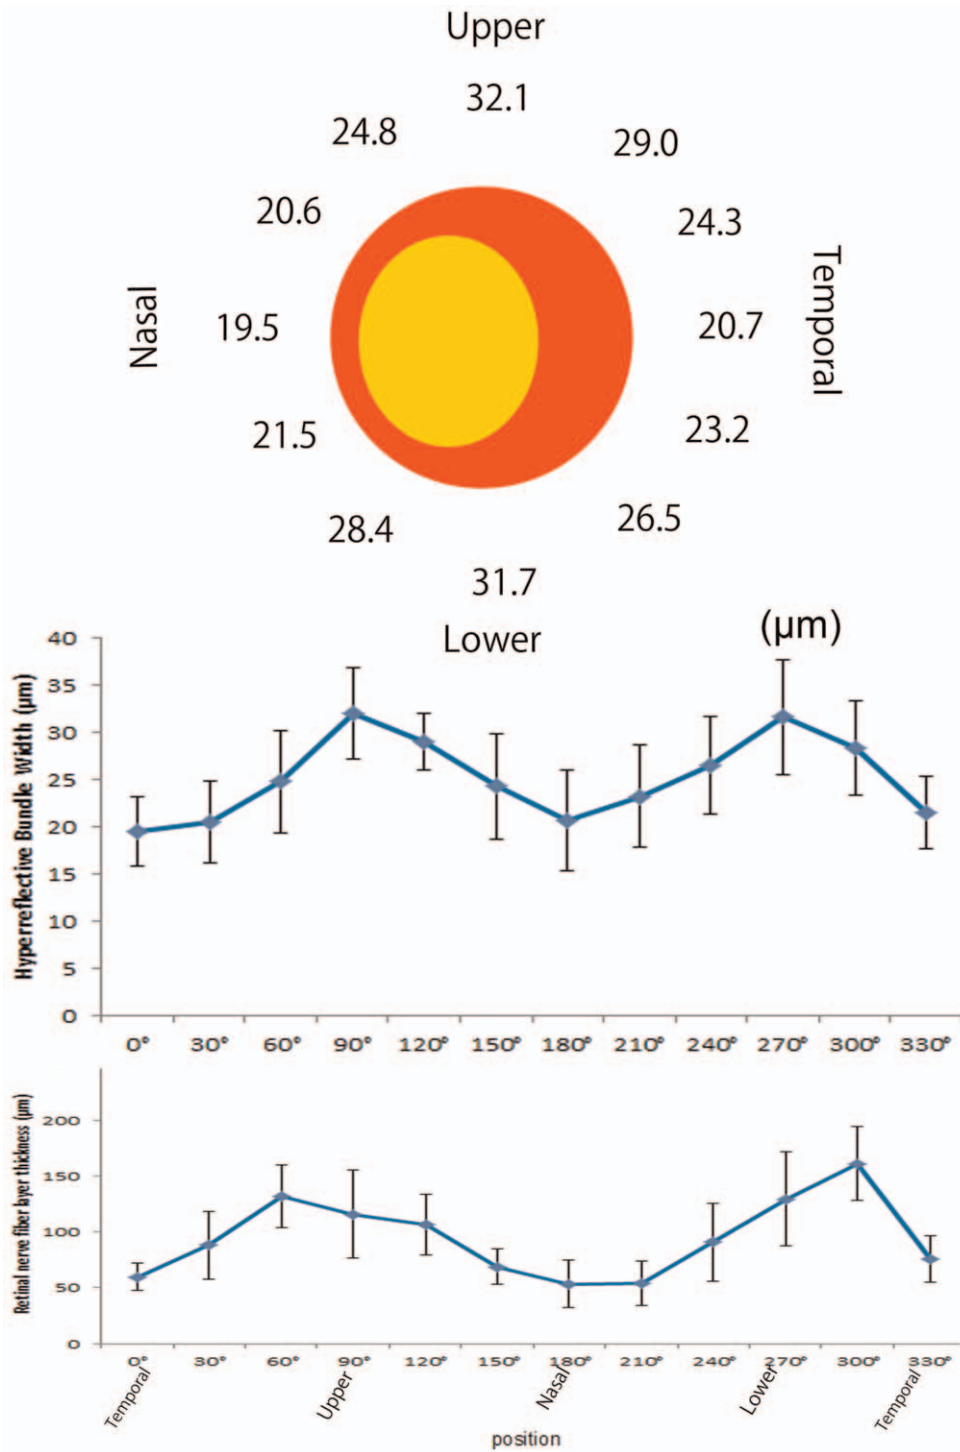 Upper
32.1
24.8
29.0
20.6
24.3
Nasal
19.5
20.7
Temporal
21.5
23.2
28.4
26.5
31.7
Lower
(μm)
Hyperreflective Bundle Width (μm)
40
35
30
25
20
15
10
5
0
0° 30° 60° 90° 120° 150° 180° 210° 240° 270° 300° 330°
Retinal nerve fiber layer thickness (μm)
200
150
100
50
0
0° 30° 60° 90° 120° 150° 180° 210° 240° 270° 300° 330°
Temporal Upper Nasal Lower Temporal
position